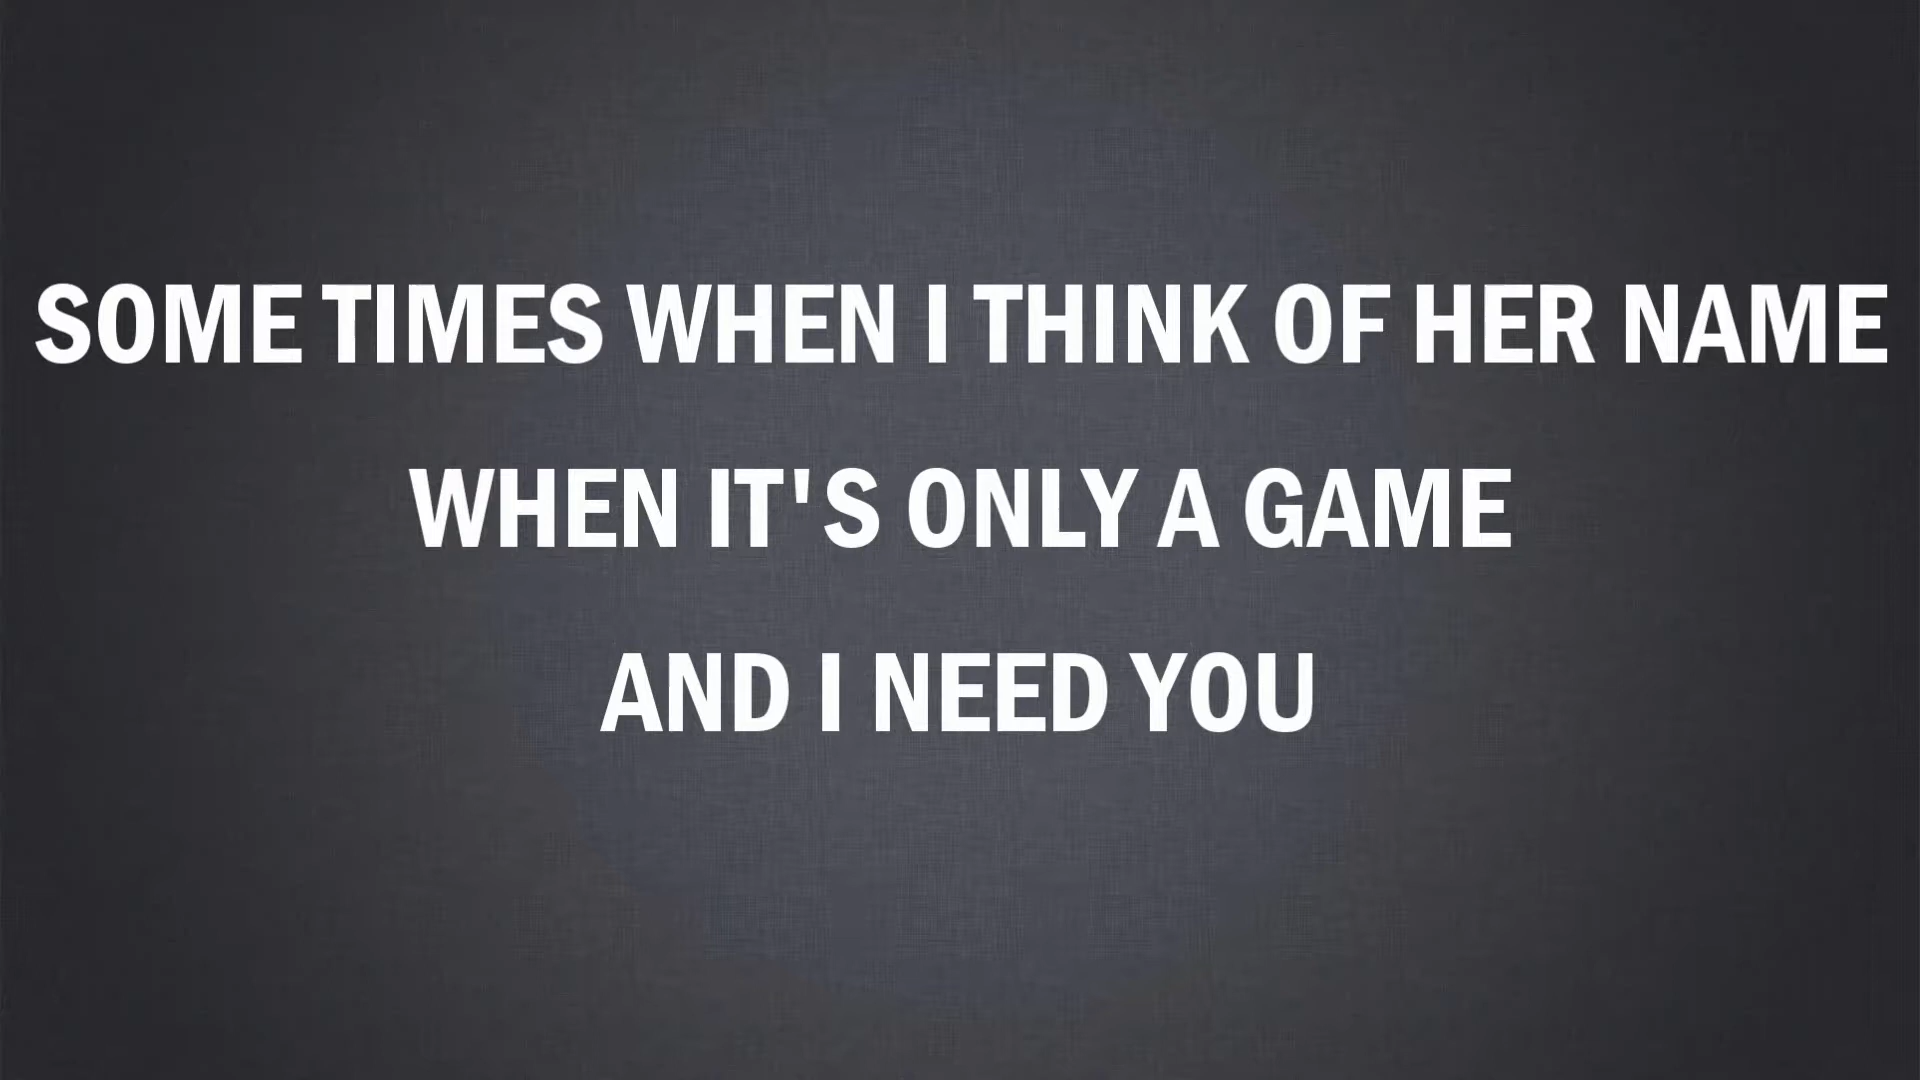 SOME TIMES WHEN I THINK OF HER NAME
WHEN IT'S ONLY A GAME
AND I NEED YOU